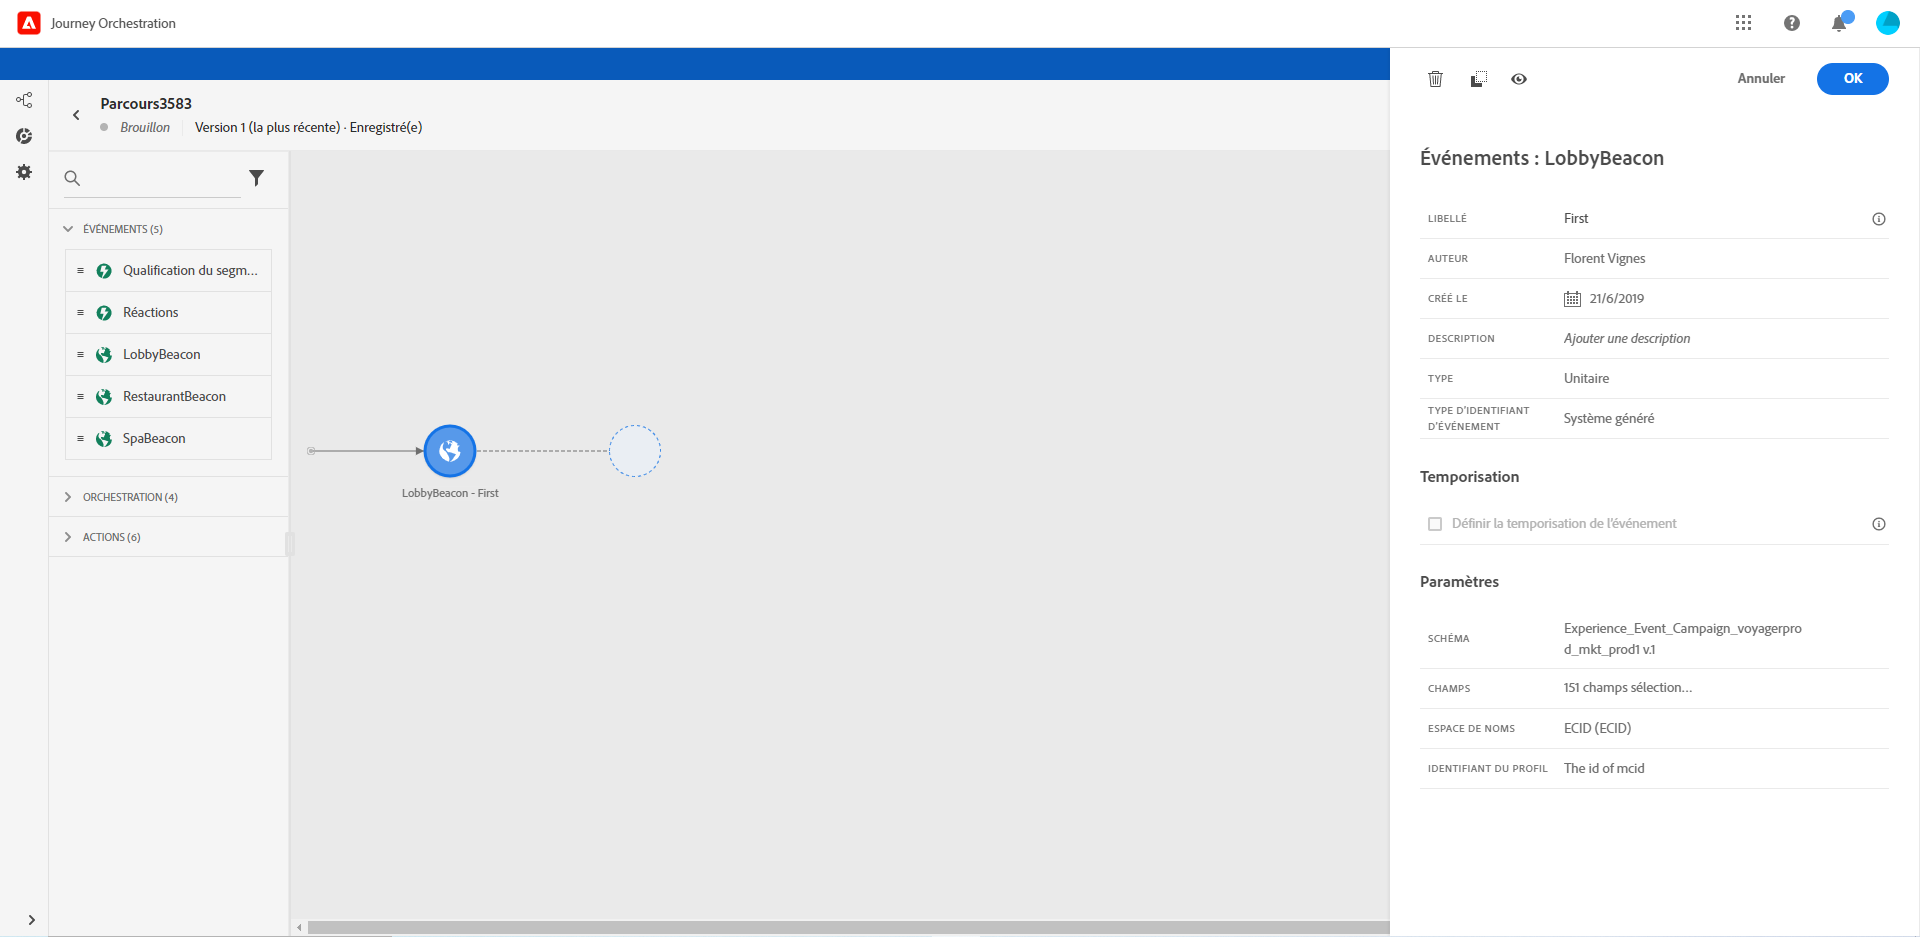 Journey Orchestration
Annuler
OK
Parcours3583
Brouillon
Version 1 (la plus récente) · Enregistré(e)
ÉVÉNEMENTS (5)
Qualification du segm...
Réactions
LobbyBeacon
RestaurantBeacon
SpaBeacon
ORCHESTRATION (4)
ACTIONS (6)
LobbyBeacon - First
Événements : LobbyBeacon
LIBELLÉ First
AUTEUR Florent Vignes
CRÉÉ LE 21/6/2019
DESCRIPTION Ajouter une description
TYPE Unitaire
TYPE D'IDENTIFIANT
D'ÉVÉNEMENT
Système généré
Temporisation
Définir la temporisation de l'événement
Paramètres
SCHÉMA
Experience_Event_Campaign_voyagerpro
d_mkt_prod1 v.1
CHAMPS 151 champs sélection...
ESPACE DE NOMS ECID (ECID)
IDENTIFIANT DU PROFIL The id of mcid